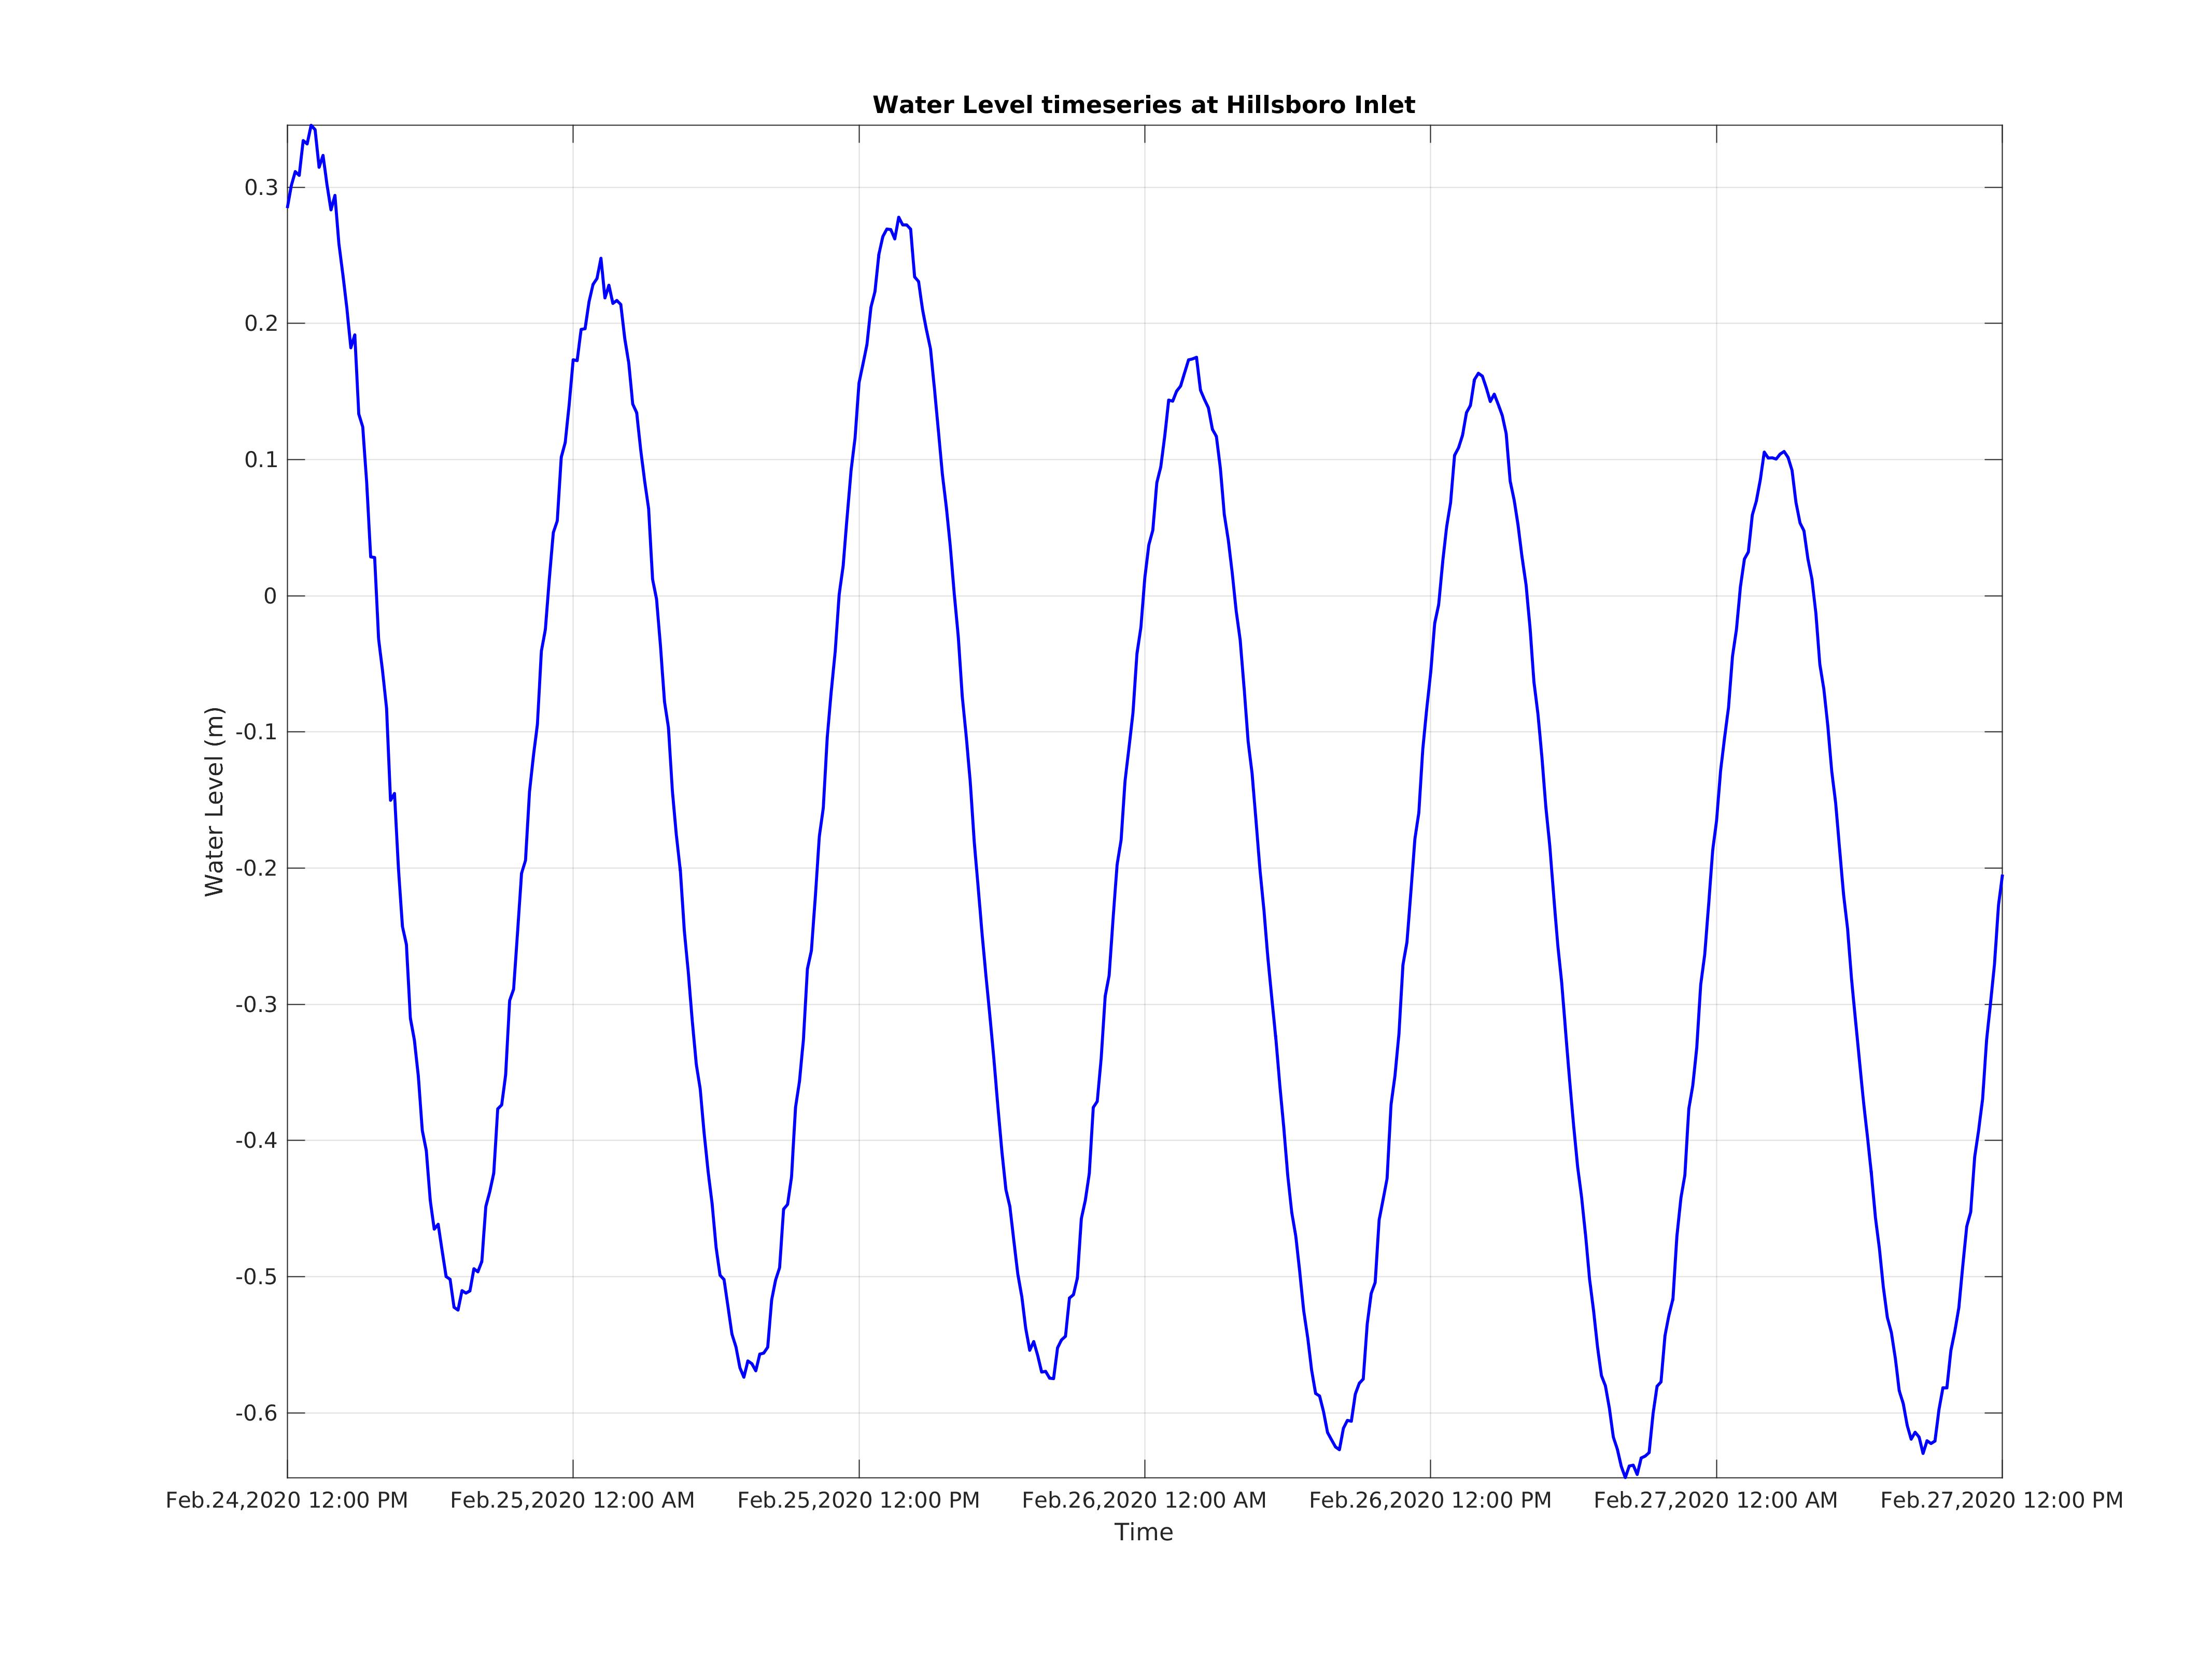 Water Level timeseries at Hillsboro Inlet
0.3
0.2
0.1
0
-0.1
-0.2
-0.3
-0.4
-0.5
-0.6
Water Level (m)
Feb.24,2020 12:00 PM
Feb.25,2020 12:00 AM
Feb.25,2020 12:00 PM
Feb.26,2020 12:00 AM
Feb.26,2020 12:00 PM
Feb.27,2020 12:00 AM
Feb.27,2020 12:00 PM
Time